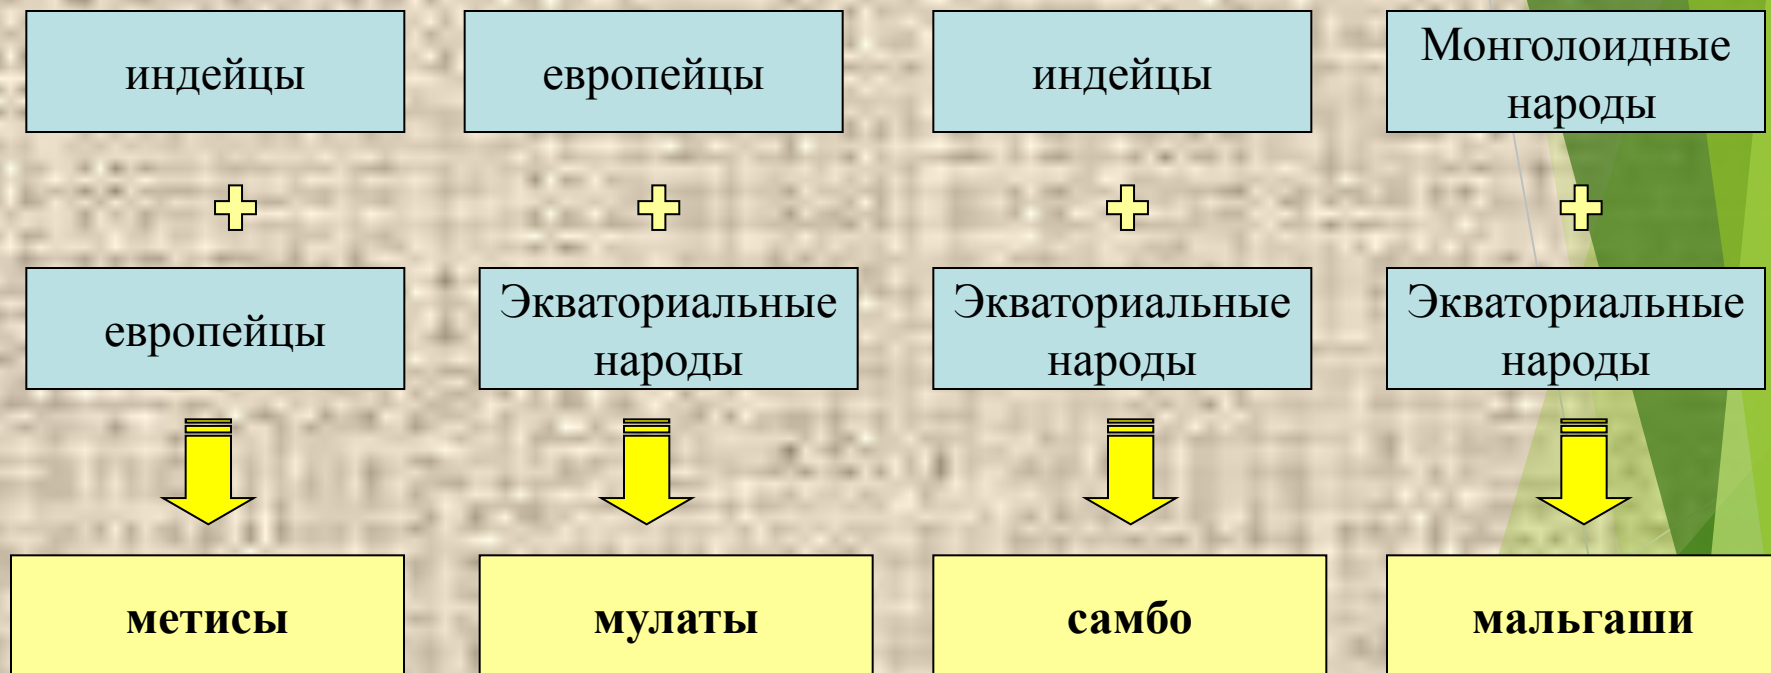 индейцы
европейцы
индейцы
Монголоидные
народы
европейцы
Экваториальные
народы
Экваториальные
народы
Экваториальные
народы
метисы
мулаты
самбо
мальгаши